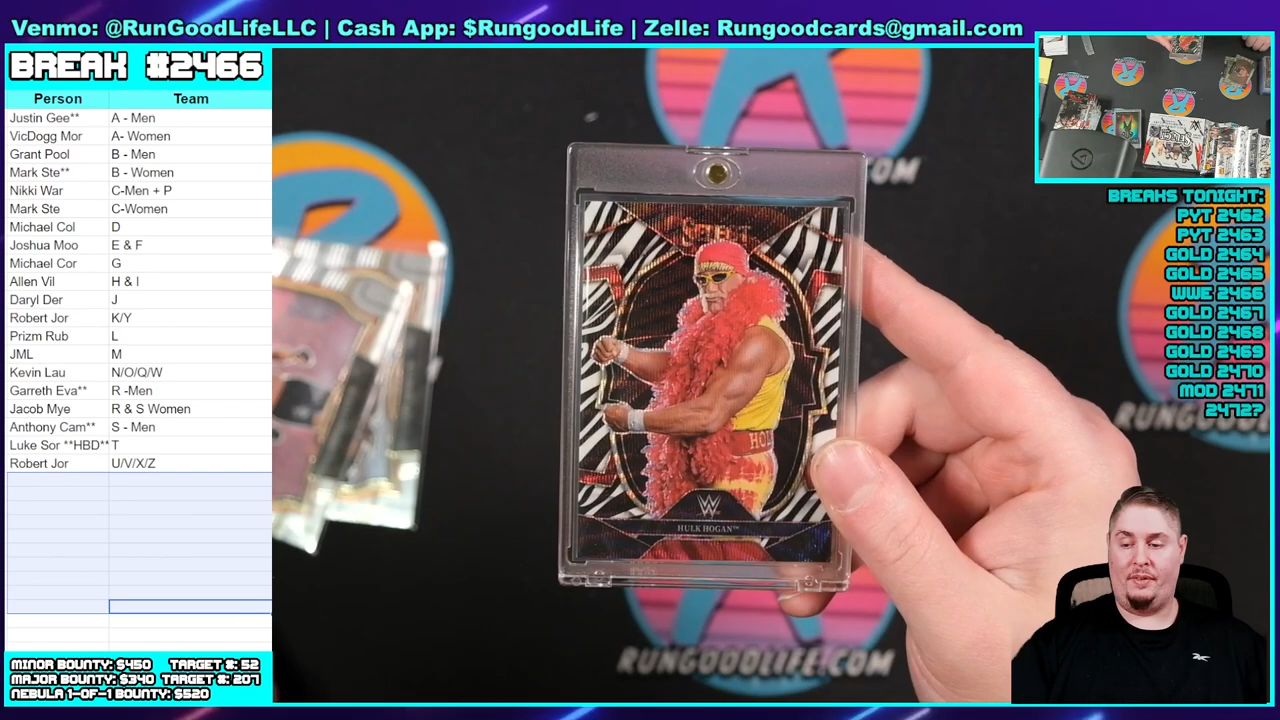 Venmo: @RunGoodLifeLLC | Cash App: $RungoodLife | Zelle: Rungoodcards@gmail.com
BREAK #2466
Person Team
Justin Gee** A - Men
VicDogg Mor A- Women
Grant Pool B - Men
Mark Ste** B - Women
Nikki War C-Men + P
Mark Ste C-Women
Michael Col D
Joshua Moo E & F
Michael Cor G
Allen Vil H & I
Daryl Der J
Robert Jor K/Y
Prizm Rub L
JML M
Kevin Lau N/O/Q/W
Garreth Eva** R -Men
Jacob Mye R & S Women
Anthony Cam** S - Men
Luke Sor **HBD** T
Robert Jor U/V/X/Z
MINOR BOUNTY: $450 TARGET #: 52
MAJOR BOUNTY: $340 TARGET #: 207
NEBULA 1-OF-1 BOUNTY: $520
BREAKS TONIGHT:
PYT 2462
PYT 2463
GOLD 2464
GOLD 2465
WWE 2466
GOLD 2467
GOLD 2468
GOLD 2469
GOLD 2470
MOD 2471
2472?
.COM
HOL
W
HULK HOGAN™
RUNGOODLIFE.COM
RUNGOOD